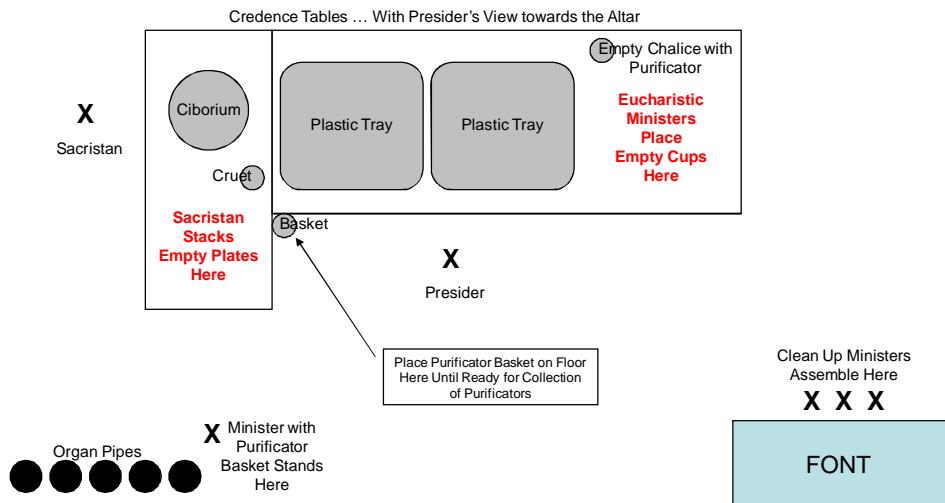 Credence Tables … With Presider's View towards the Altar
Empty Chalice with
Purificator
Ciborium
Plastic Tray
Plastic Tray
X
Sacristan
Eucharistic
Ministers
Place
Empty Cups
Here
Cruet
Sacristan
Stacks
Empty Plates
Here
Basket
X
Presider
Place Purificator Basket on Floor
Here Until Ready for Collection
of Purificators
Clean Up Ministers
Assemble Here
X X X
X
Minister with
Purificator
Basket Stands
Here
Organ Pipes
FONT